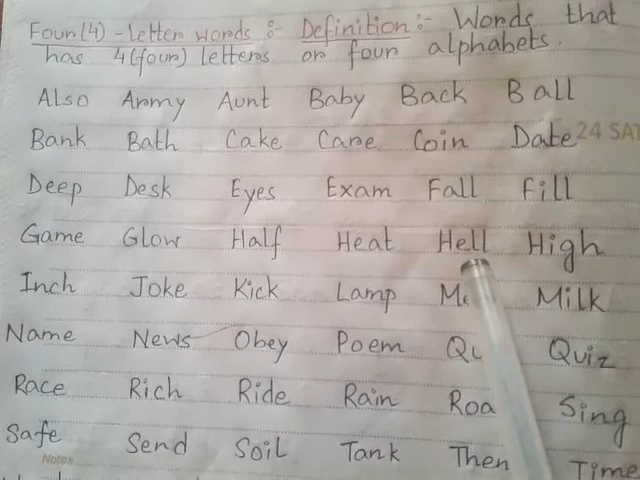 Four(4) - letter words :- Definition :- Words that
has 4(four) letters or four alphabets.
Also Army Aunt Baby Back Ball
Bank Bath Cake Care Coin Date 24 SAT
Deep Desk Eyes Exam Fall Fill
Game Glow Half Heat Hell High
Inch Joke Kick Lamp Milk
Name News Obey Poem Quiz
Race Rich Ride Rain Roa Sing
Safe Send Soil Tank Then Time
Notes